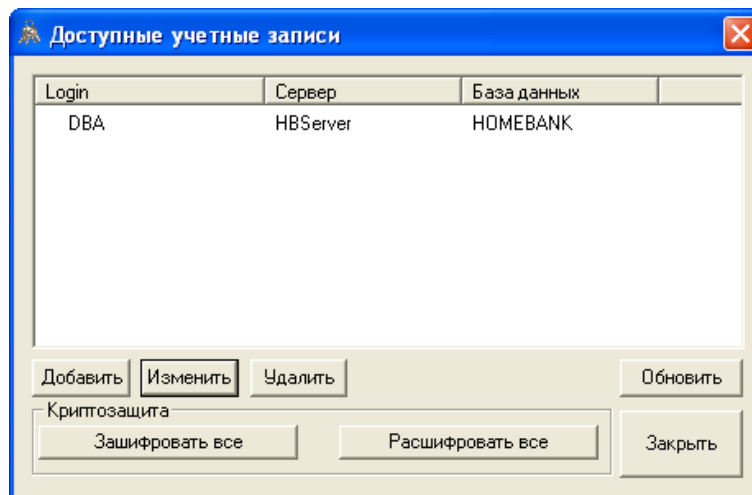 Доступные учетные записи
Login Сервер База данных
DBA HBServer HOMEBANK
Добавить Изменить Удалить Обновить
Криптозащита
Зашифровать все Расшифровать все Закрыть